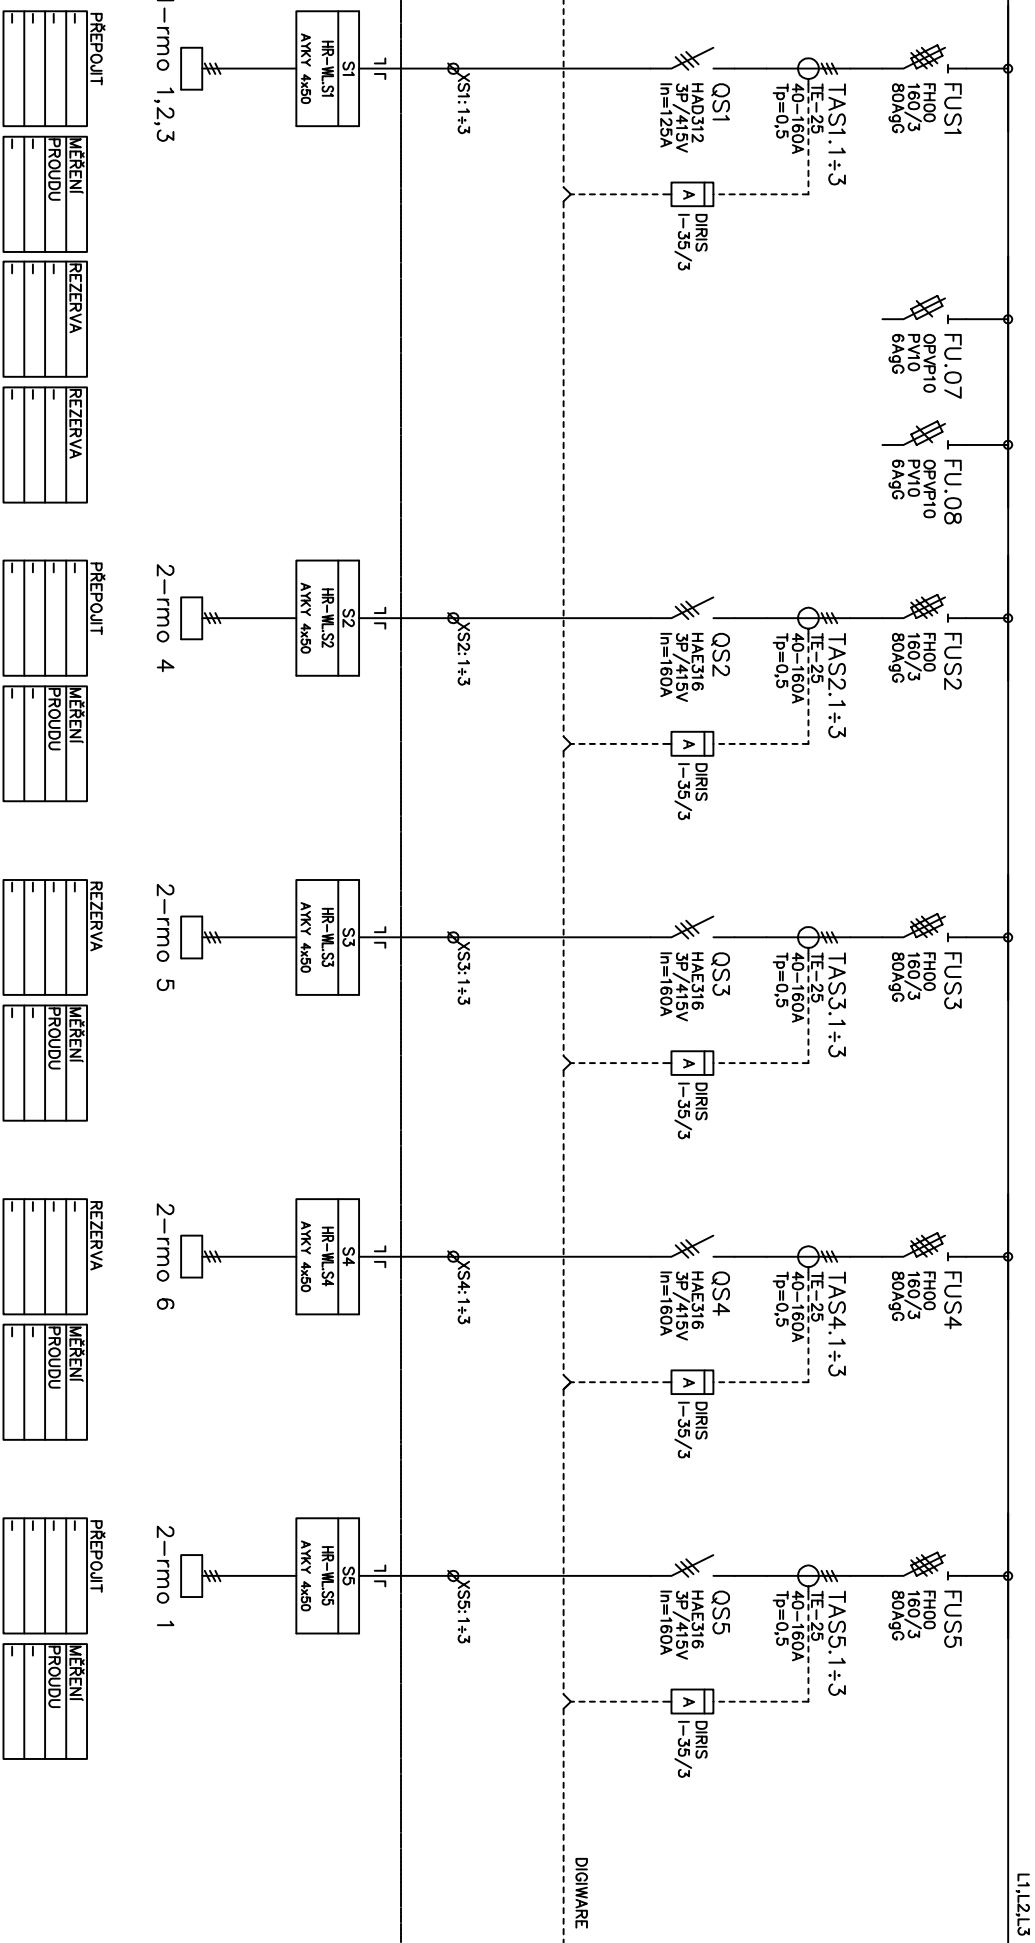 L1,L2,L3
FUS1
FH00
160/3
80AgG
TAS1.1÷3
TE-25
40-160A
Tp=0,5
QS1
HAD312
3P/415V
In=125A
DIRIS
I-35/3
A
XS1:1÷3
S1
HR-WL.S1
AYKY 4x50
-rmo 1,2,3
PŘEPOJIT
-
-
-
-
MĚŘENÍ
PROUDU
-
-
FU.07
OPVP10
PV10
6AgG
REZERVA
-
-
-
FU.08
OPVP10
PV10
6AgG
REZERVA
-
-
-
FUS2
FH00
160/3
80AgG
TAS2.1÷3
TE-25
40-160A
Tp=0,5
QS2
HAE316
3P/415V
In=160A
DIRIS
I-35/3
A
XS2:1÷3
S2
HR-WL.S2
AYKY 4x50
2-rmo 4
PŘEPOJIT
-
-
-
-
MĚŘENÍ
PROUDU
-
-
FUS3
FH00
160/3
80AgG
TAS3.1÷3
TE-25
40-160A
Tp=0,5
QS3
HAE316
3P/415V
In=160A
DIRIS
I-35/3
A
XS3:1÷3
S3
HR-WL.S3
AYKY 4x50
2-rmo 5
REZERVA
-
-
-
-
MĚŘENÍ
PROUDU
-
-
FUS4
FH00
160/3
80AgG
TAS4.1÷3
TE-25
40-160A
Tp=0,5
QS4
HAE316
3P/415V
In=160A
DIRIS
I-35/3
A
XS4:1÷3
S4
HR-WL.S4
AYKY 4x50
2-rmo 6
REZERVA
-
-
-
-
MĚŘENÍ
PROUDU
-
-
FUS5
FH00
160/3
80AgG
TAS5.1÷3
TE-25
40-160A
Tp=0,5
QS5
HAE316
3P/415V
In=160A
DIRIS
I-35/3
A
XS5:1÷3
S5
HR-WL.S5
AYKY 4x50
2-rmo 1
PŘEPOJIT
-
-
-
-
MĚŘENÍ
PROUDU
-
-
DIGIWARE